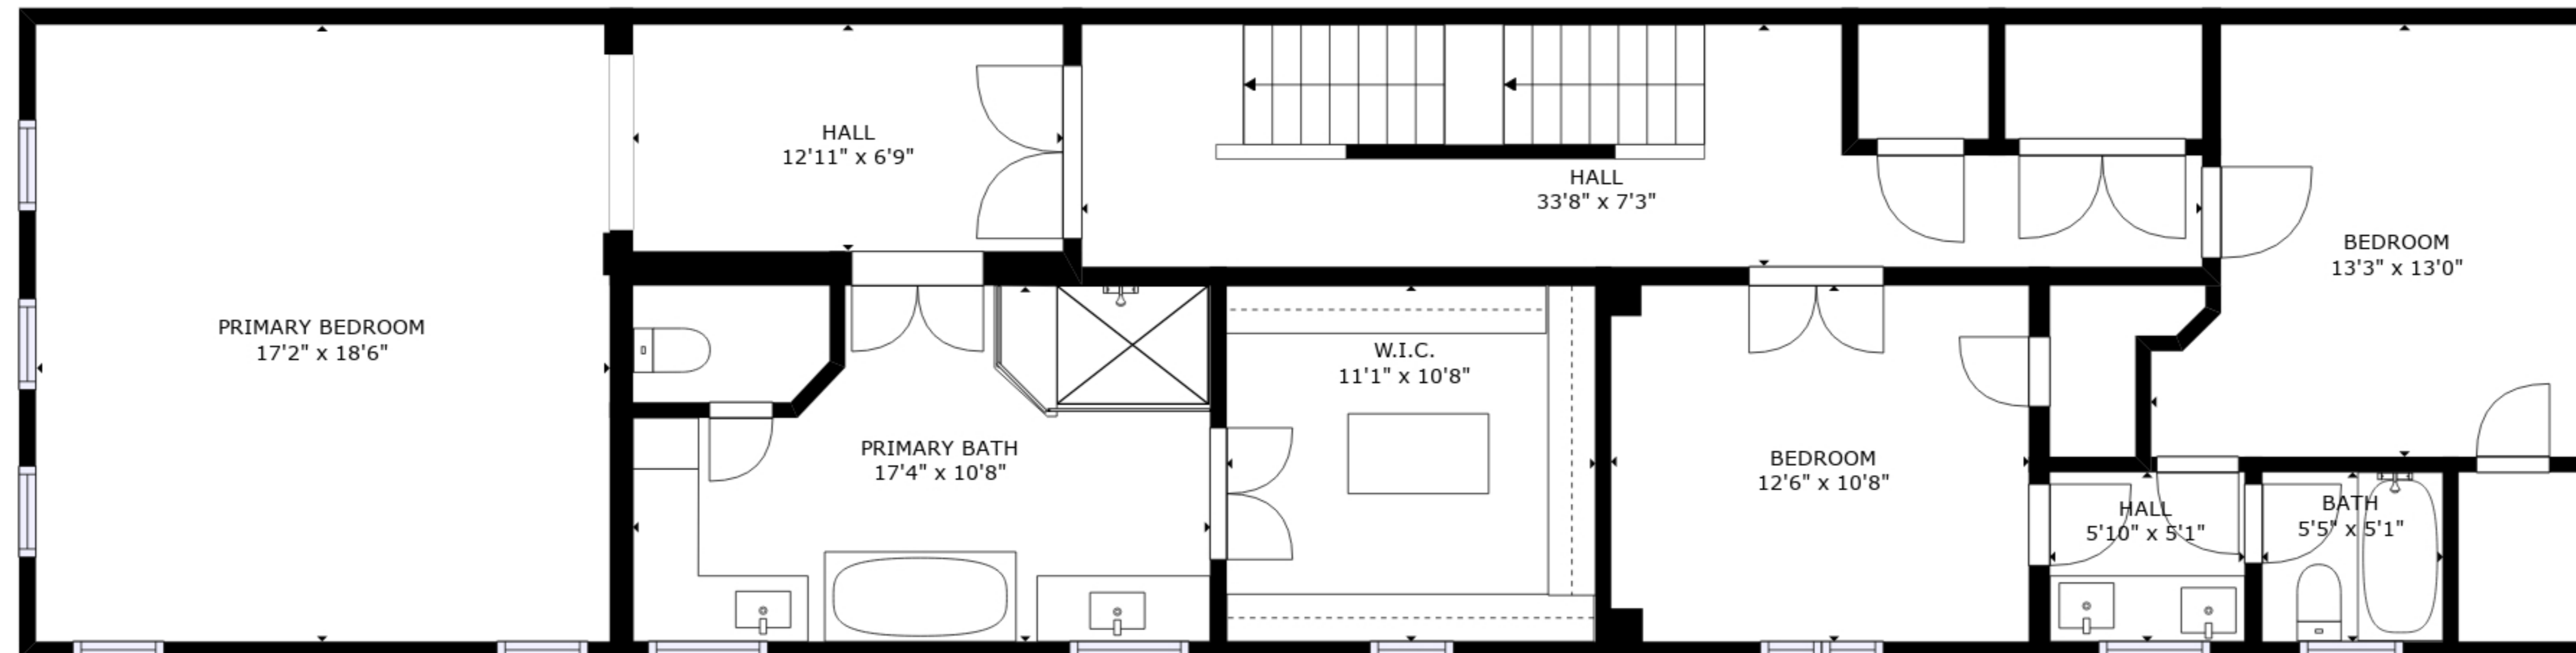 PRIMARY BEDROOM
17'2" x 18'6"
HALL
12'11" x 6'9"
HALL
33'8" x 7'3"
BEDROOM
13'3" x 13'0"
PRIMARY BATH
17'4" x 10'8"
W.I.C.
11'1" x 10'8"
BEDROOM
12'6" x 10'8"
HALL
5'10" x 5'1"
BATH
5'5" x 5'1"